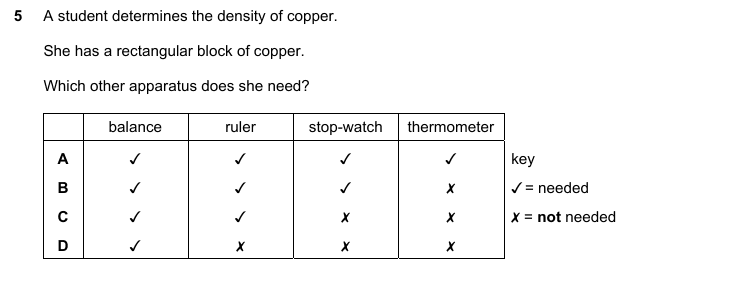 5 A student determines the density of copper.
She has a rectangular block of copper.
Which other apparatus does she need?
balance ruler stop-watch thermometer
A ✓ ✓ ✓ ✓ key
B ✓ ✓ ✓ ✗ ✓ = needed
C ✓ ✓ ✗ ✗ ✗ = not needed
D ✓ ✗ ✗ ✗